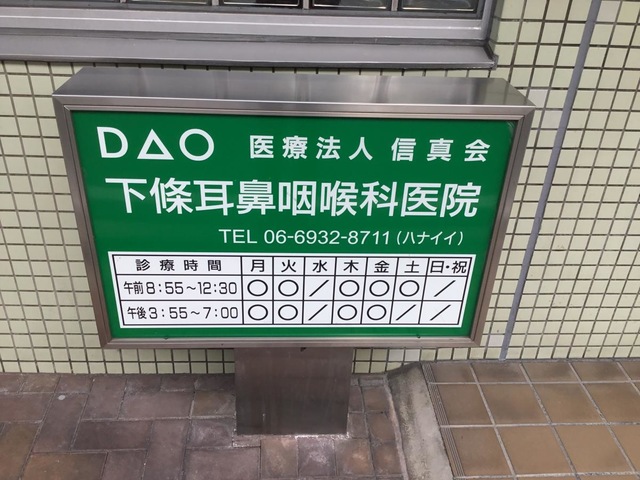 DAO 医療法人 信真会
下條耳鼻咽喉科医院
TEL 06-6932-8711(ハナイイ)
診療時間 月 火 水 木 金 土 日・祝
午前8:55～12:30 ○ ○ ／ ○ ○ ○ ／
午後3:55～7:00 ○ ○ ／ ○ ○ ／ ／